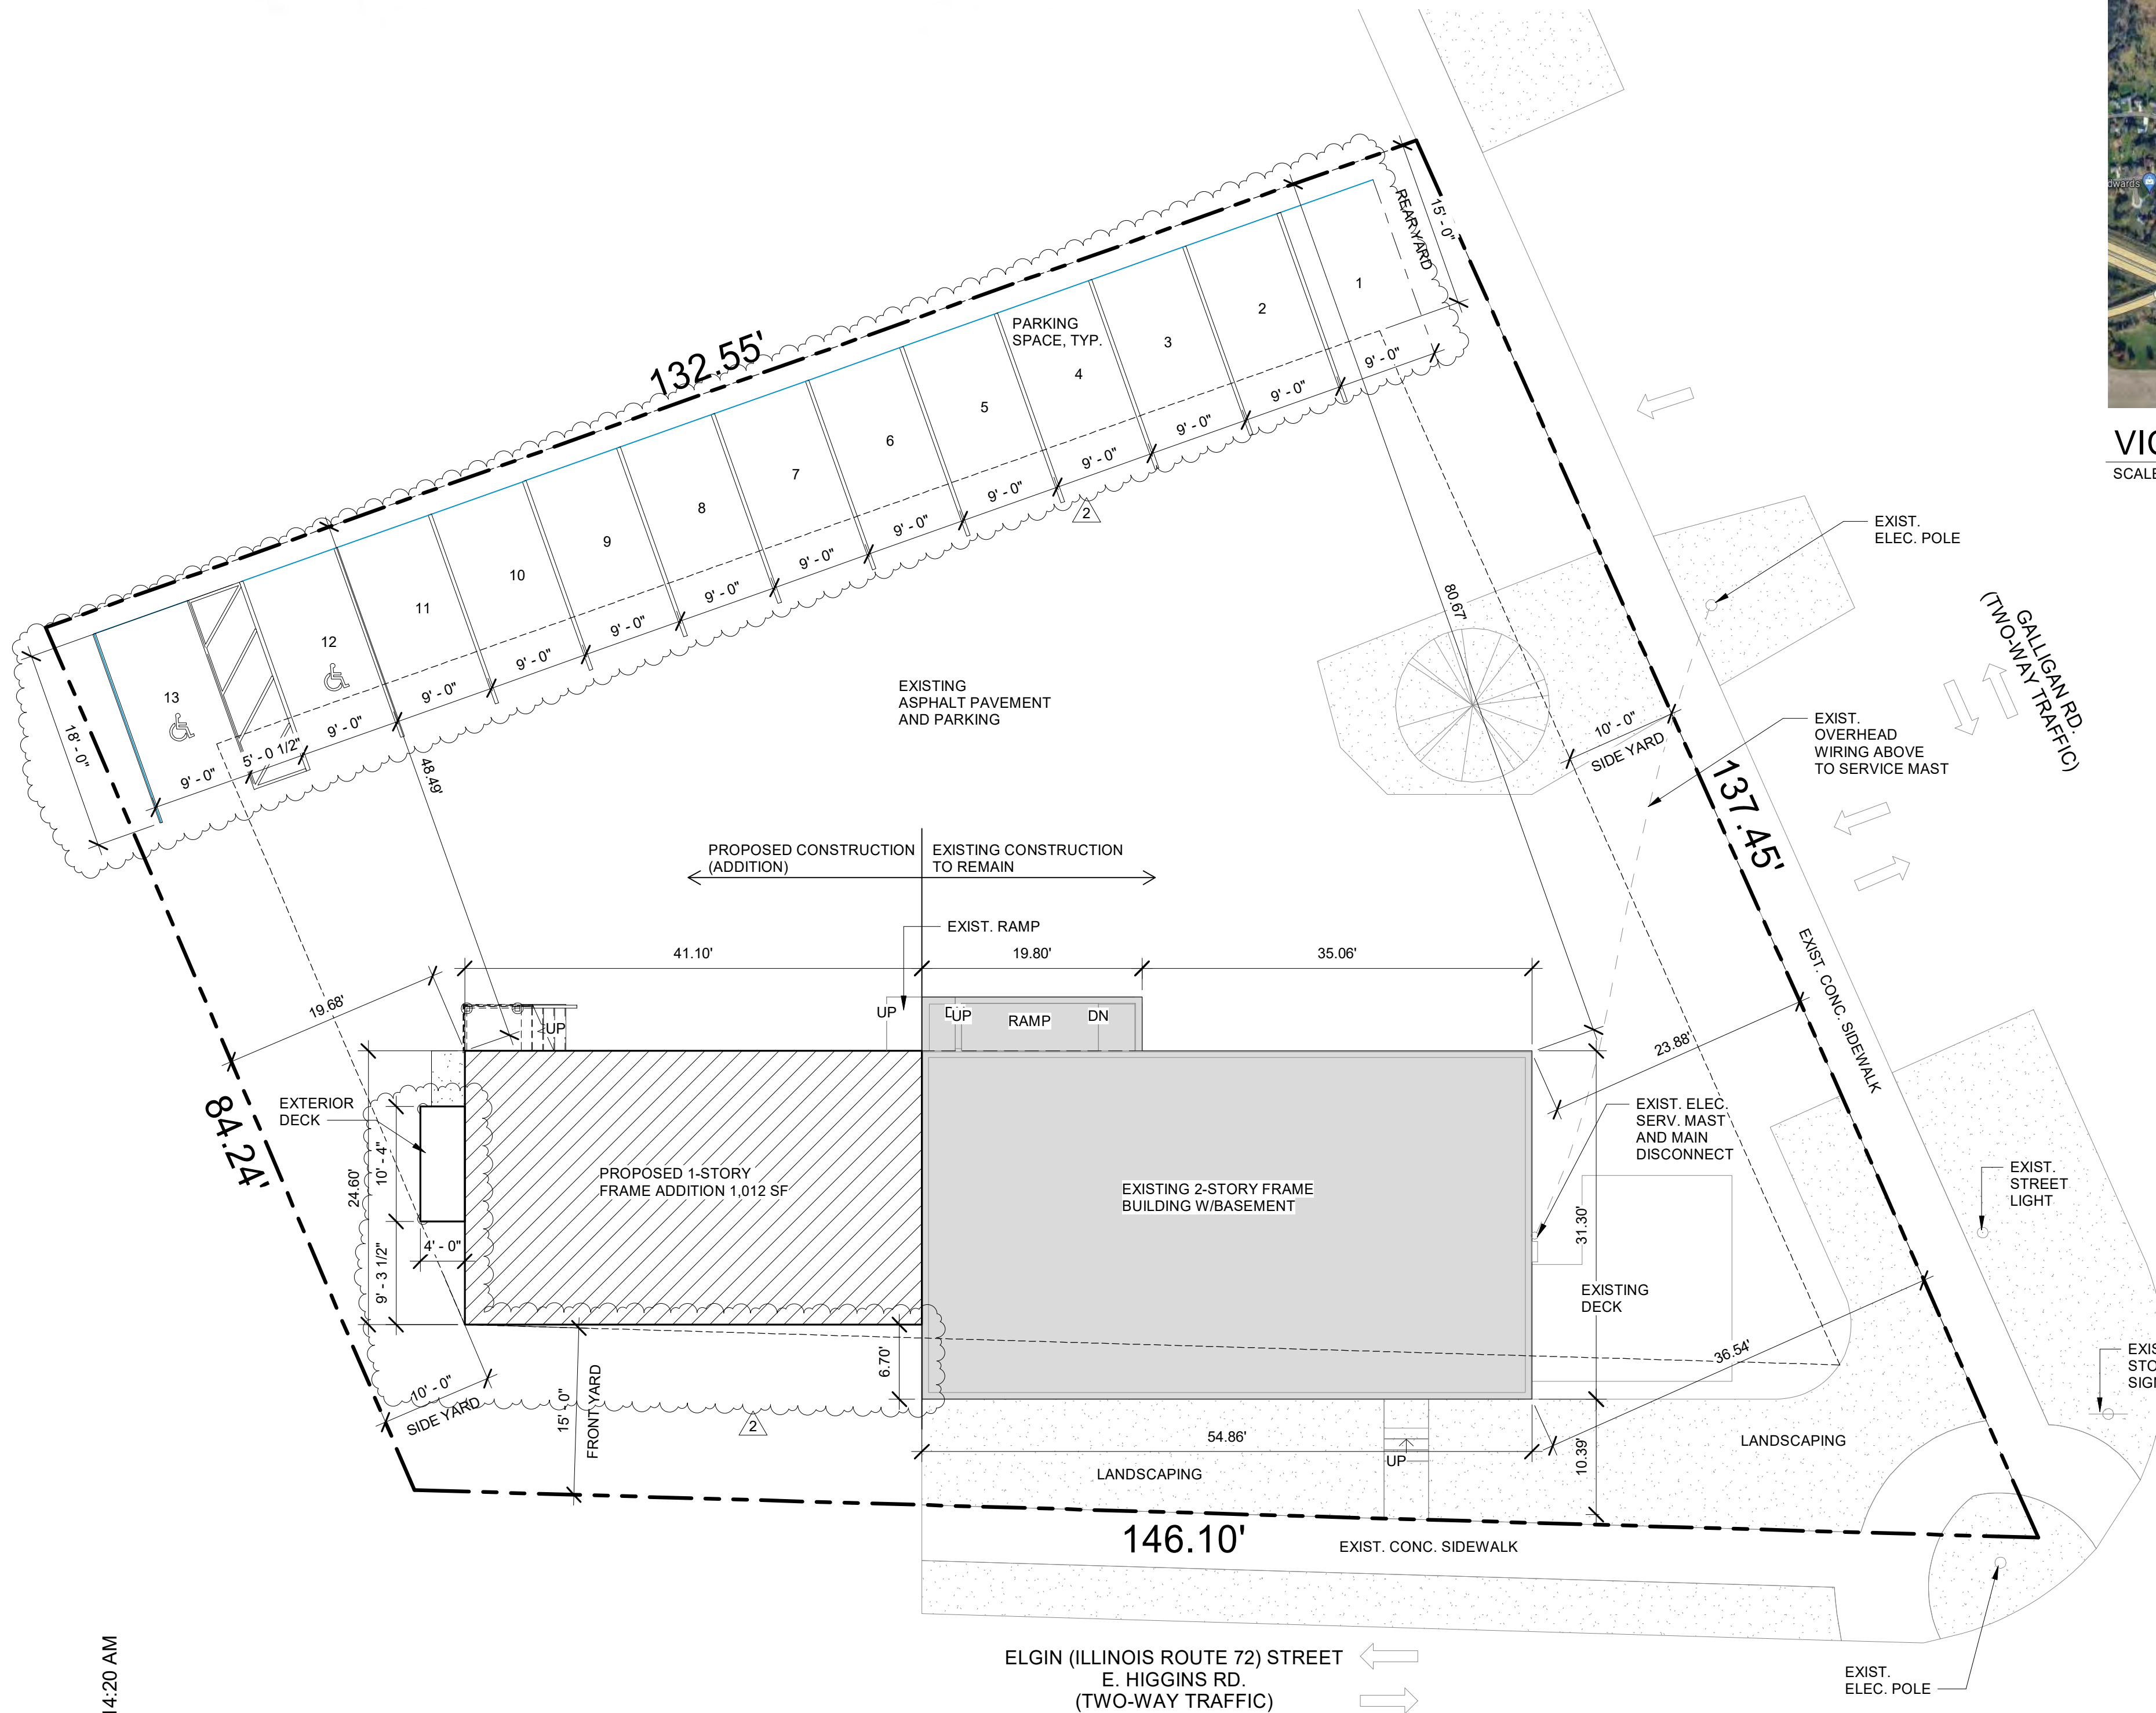 132.55'
REAR YARD
15' - 0"
1
2
3
PARKING
SPACE, TYP.
4
5
6
7
8
9
10
11
12
13
9' - 0"
9' - 0"
9' - 0"
9' - 0"
9' - 0"
9' - 0"
9' - 0"
9' - 0"
9' - 0"
9' - 0"
9' - 0"
9' - 0"
5' - 0 1/2"
9' - 0"
18' - 0"
2
dwards
SCALE
EXIST.
ELEC. POLE
GALLIGAN RD.
(TWO-WAY TRAFFIC)
80.67'
48.49'
EXISTING
ASPHALT PAVEMENT
AND PARKING
10' - 0"
SIDE YARD
EXIST.
OVERHEAD
WIRING ABOVE
TO SERVICE MAST
137.45'
PROPOSED CONSTRUCTION
(ADDITION)
EXISTING CONSTRUCTION
TO REMAIN
EXIST. RAMP
41.10'
19.80'
35.06'
EXIST. CONC. SIDEWALK
19.68'
UP
UP
UP
RAMP
DN
23.88'
84.24'
EXTERIOR
DECK
24.60'
10' - 4"
9' - 3 1/2"
4' - 0"
PROPOSED 1-STORY
FRAME ADDITION 1,012 SF
EXISTING 2-STORY FRAME
BUILDING W/BASEMENT
EXIST. ELEC.
SERV. MAST
AND MAIN
DISCONNECT
31.30'
EXISTING
DECK
EXIST.
STREET
LIGHT
36.54'
6.70'
10' - 0"
SIDE YARD
15' - 0"
FRONT YARD
2
54.86'
UP
10.39'
LANDSCAPING
LANDSCAPING
146.10'
EXIST. CONC. SIDEWALK
ELGIN (ILLINOIS ROUTE 72) STREET
E. HIGGINS RD.
(TWO-WAY TRAFFIC)
EXIST.
ELEC. POLE
14:20 AM